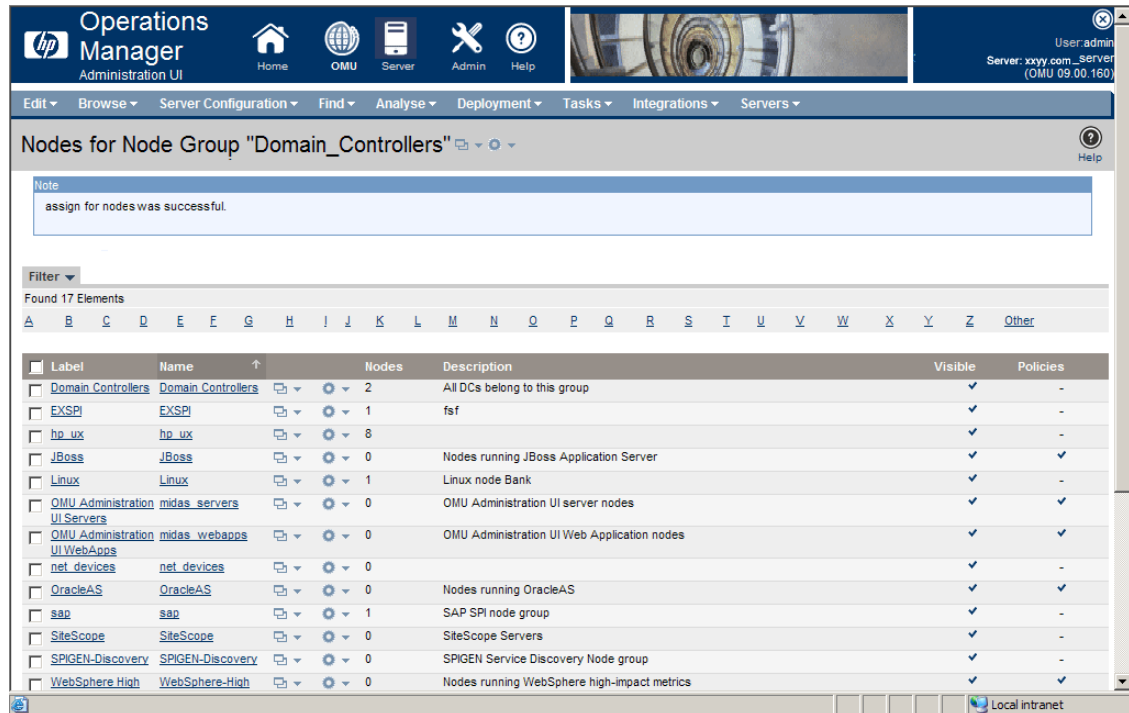 hp Operations Manager
Administration UI
Home OMU Server Admin Help
User:admin
Server: xxyy.com_server
(OMU 09.00.160)
Edit Browse Server Configuration Find Analyse Deployment Tasks Integrations Servers
Nodes for Node Group "Domain_Controllers"
Help
Note
assign for nodes was successful.
Filter
Found 17 Elements
A B C D E F G H I J K L M N O P Q R S T U V W X Y Z Other
Label Name Nodes Description Visible Policies
Domain Controllers Domain Controllers 2 All DCs belong to this group -
EXSPI EXSPI 1 fsf -
hp_ux hp_ux 8 -
JBoss JBoss 0 Nodes running JBoss Application Server
Linux Linux 1 Linux node Bank -
OMU Administration UI Servers midas_servers 0 OMU Administration UI server nodes
OMU Administration UI WebApps midas_webapps 0 OMU Administration UI Web Application nodes
net_devices net_devices 0 -
OracleAS OracleAS 0 Nodes running OracleAS
sap sap 1 SAP SPI node group -
SiteScope SiteScope 0 SiteScope Servers -
SPIGEN-Discovery SPIGEN-Discovery 0 SPIGEN Service Discovery Node group -
WebSphere High WebSphere-High 0 Nodes running WebSphere high-impact metrics
Local intranet